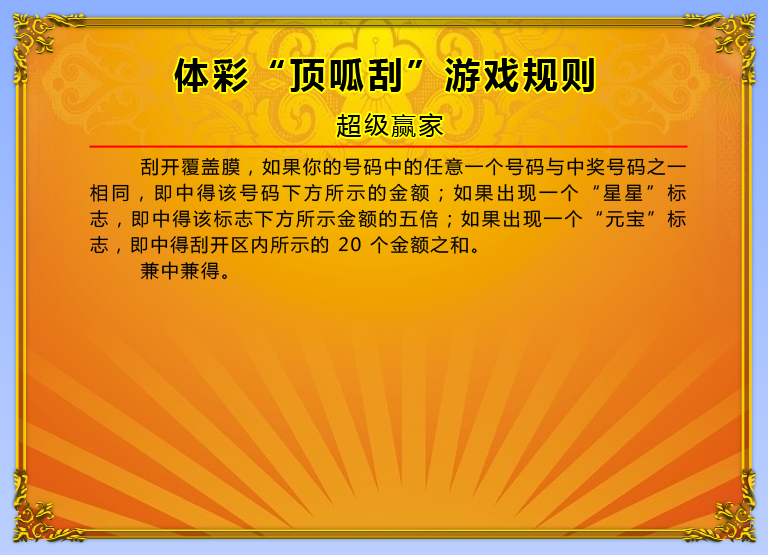 体彩“顶呱刮”游戏规则
超级赢家
刮开覆盖膜，如果你的号码中的任意一个号码与中奖号码之一
相同，即中得该号码下方所示的金额；如果出现一个“星星”标
志，即中得该标志下方所示金额的五倍；如果出现一个“元宝”标
志，即中得刮开区内所示的 20 个金额之和。
兼中兼得。